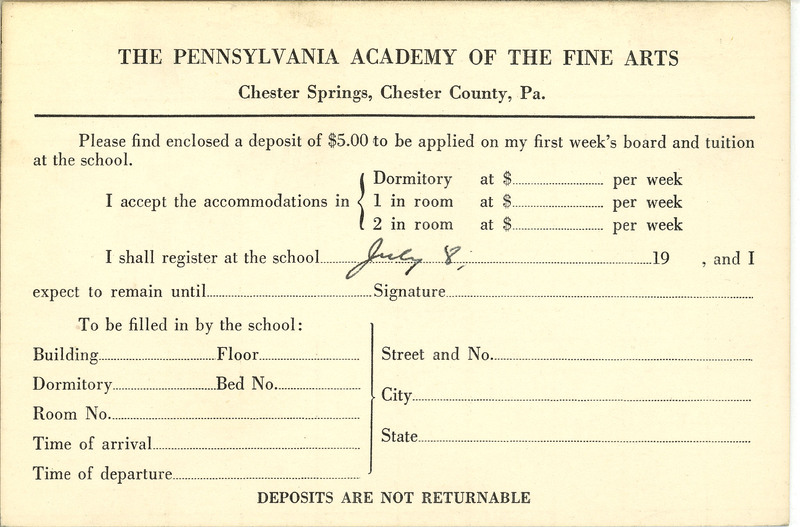 THE PENNSYLVANIA ACADEMY OF THE FINE ARTS
Chester Springs, Chester County, Pa.
Please find enclosed a deposit of $5.00 to be applied on my first week's board and tuition
at the school.
Dormitory at $.................... per week
I accept the accommodations in { 1 in room at $.................... per week
2 in room at $.................... per week
I shall register at the school........July 8,........19 , and I
expect to remain until....................Signature....................
To be filled in by the school:
Building....................Floor....................
Street and No.....................
Dormitory....................Bed No.....................
City....................
Room No.....................
State....................
Time of arrival....................
Time of departure....................
DEPOSITS ARE NOT RETURNABLE